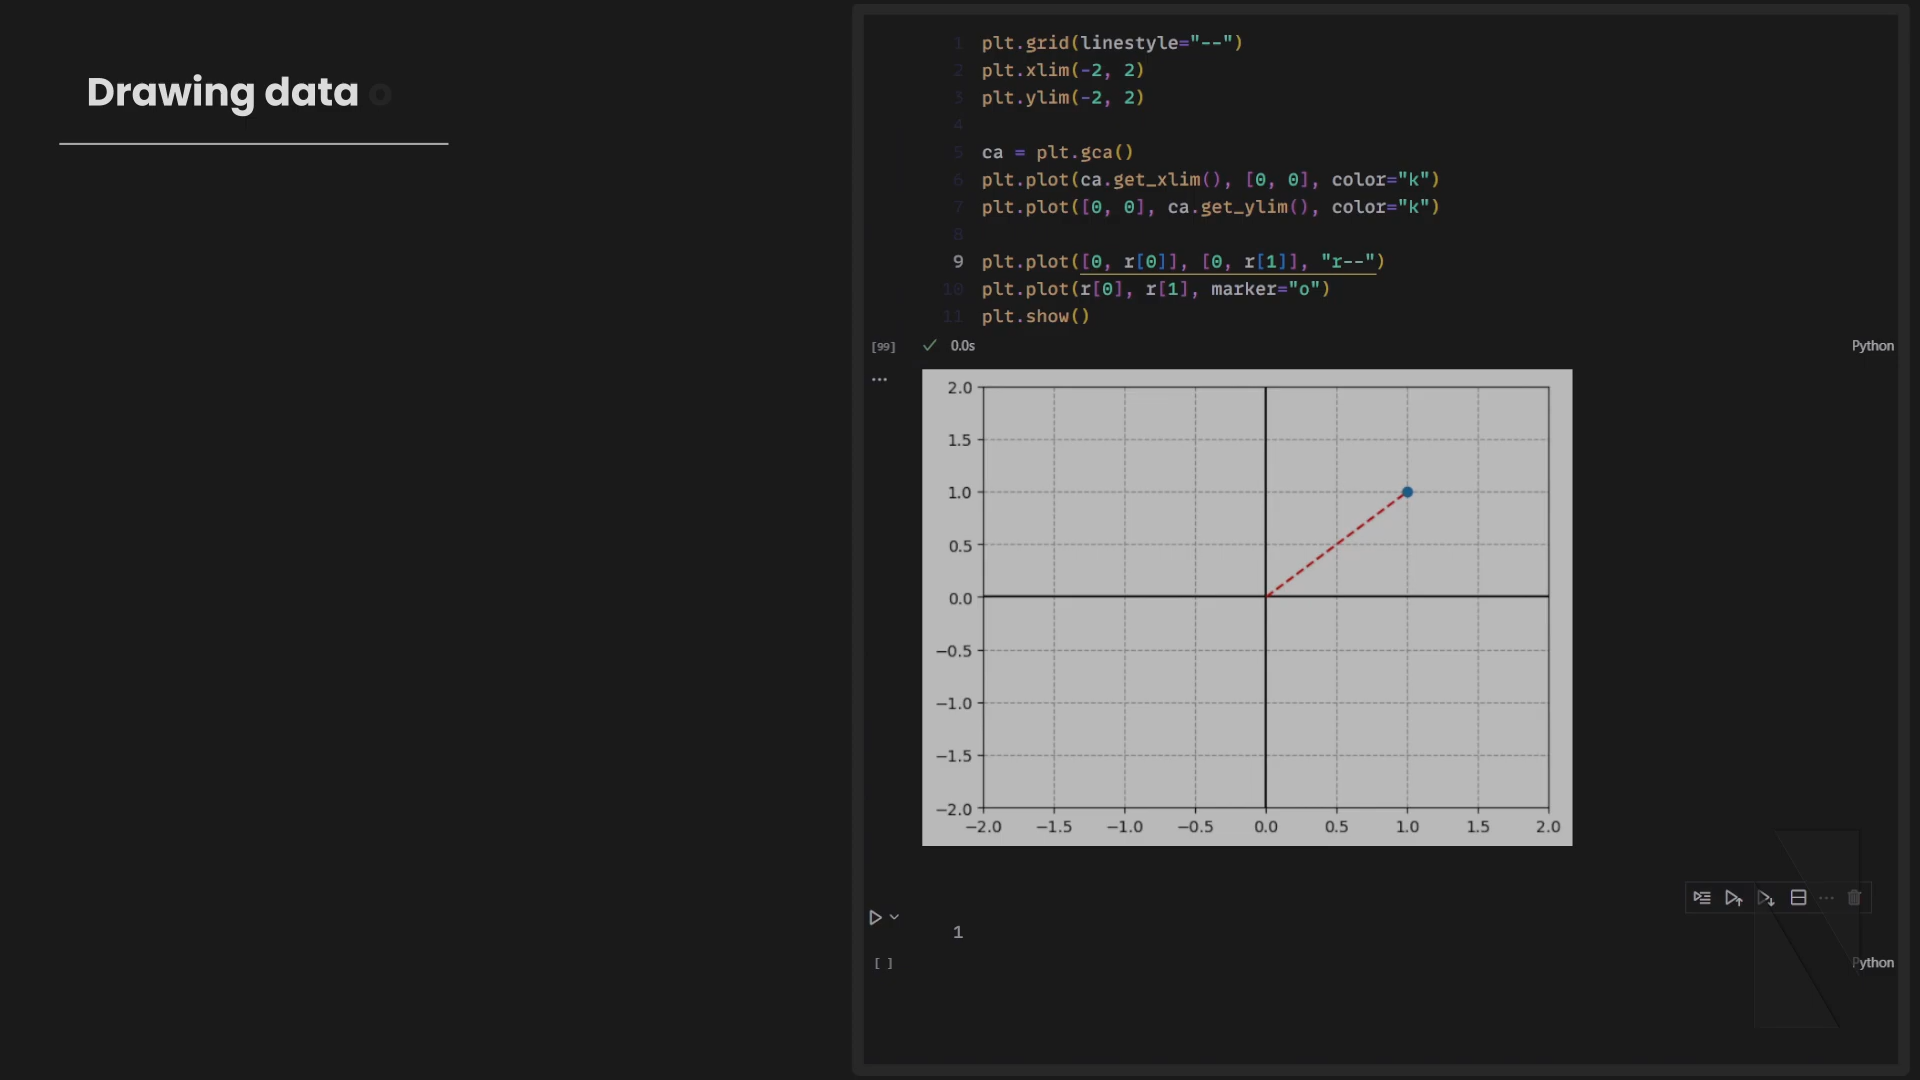 Drawing data o
1 plt.grid(linestyle="--")
2 plt.xlim(-2, 2)
3 plt.ylim(-2, 2)
4
5 ca = plt.gca()
6 plt.plot(ca.get_xlim(), [0, 0], color="k")
7 plt.plot([0, 0], ca.get_ylim(), color="k")
8
9 plt.plot([0, r[0]], [0, r[1]], "r--")
10 plt.plot(r[0], r[1], marker="o")
11 plt.show()
[99] ✓ 0.0s Python
...
2.0
1.5
1.0
0.5
0.0
−0.5
−1.0
−1.5
−2.0
−2.0 −1.5 −1.0 −0.5 0.0 0.5 1.0 1.5 2.0
1
[ ] Python